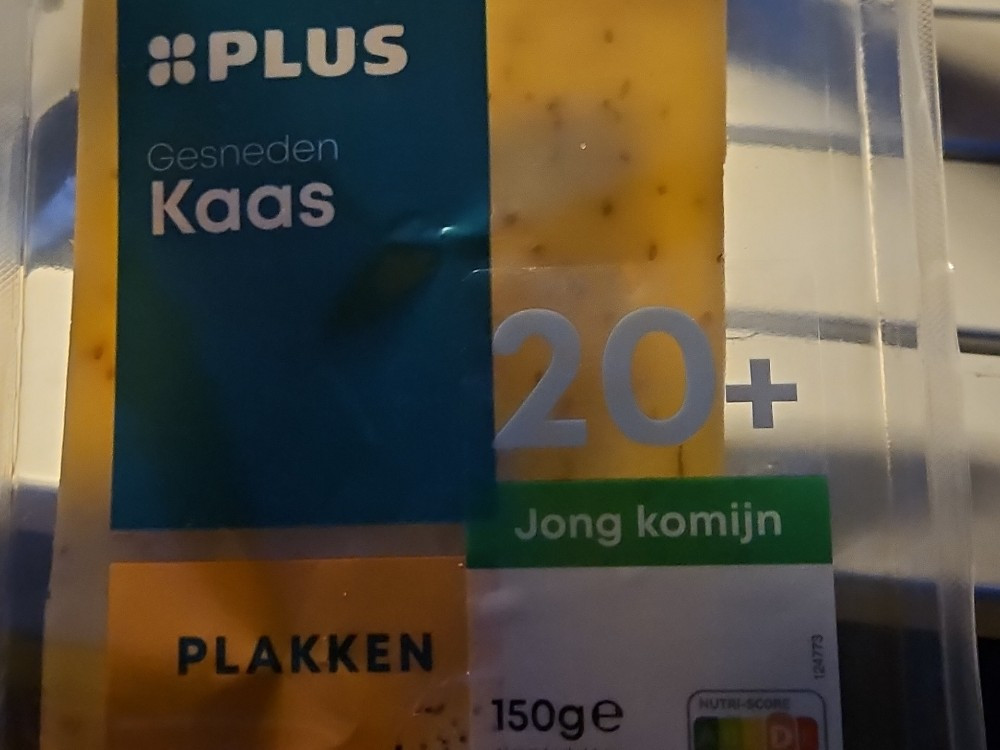 PLUS
Gesneden
Kaas
20+
Jong komijn
PLAKKEN
124773
150g e
NUTRI-SCORE
D